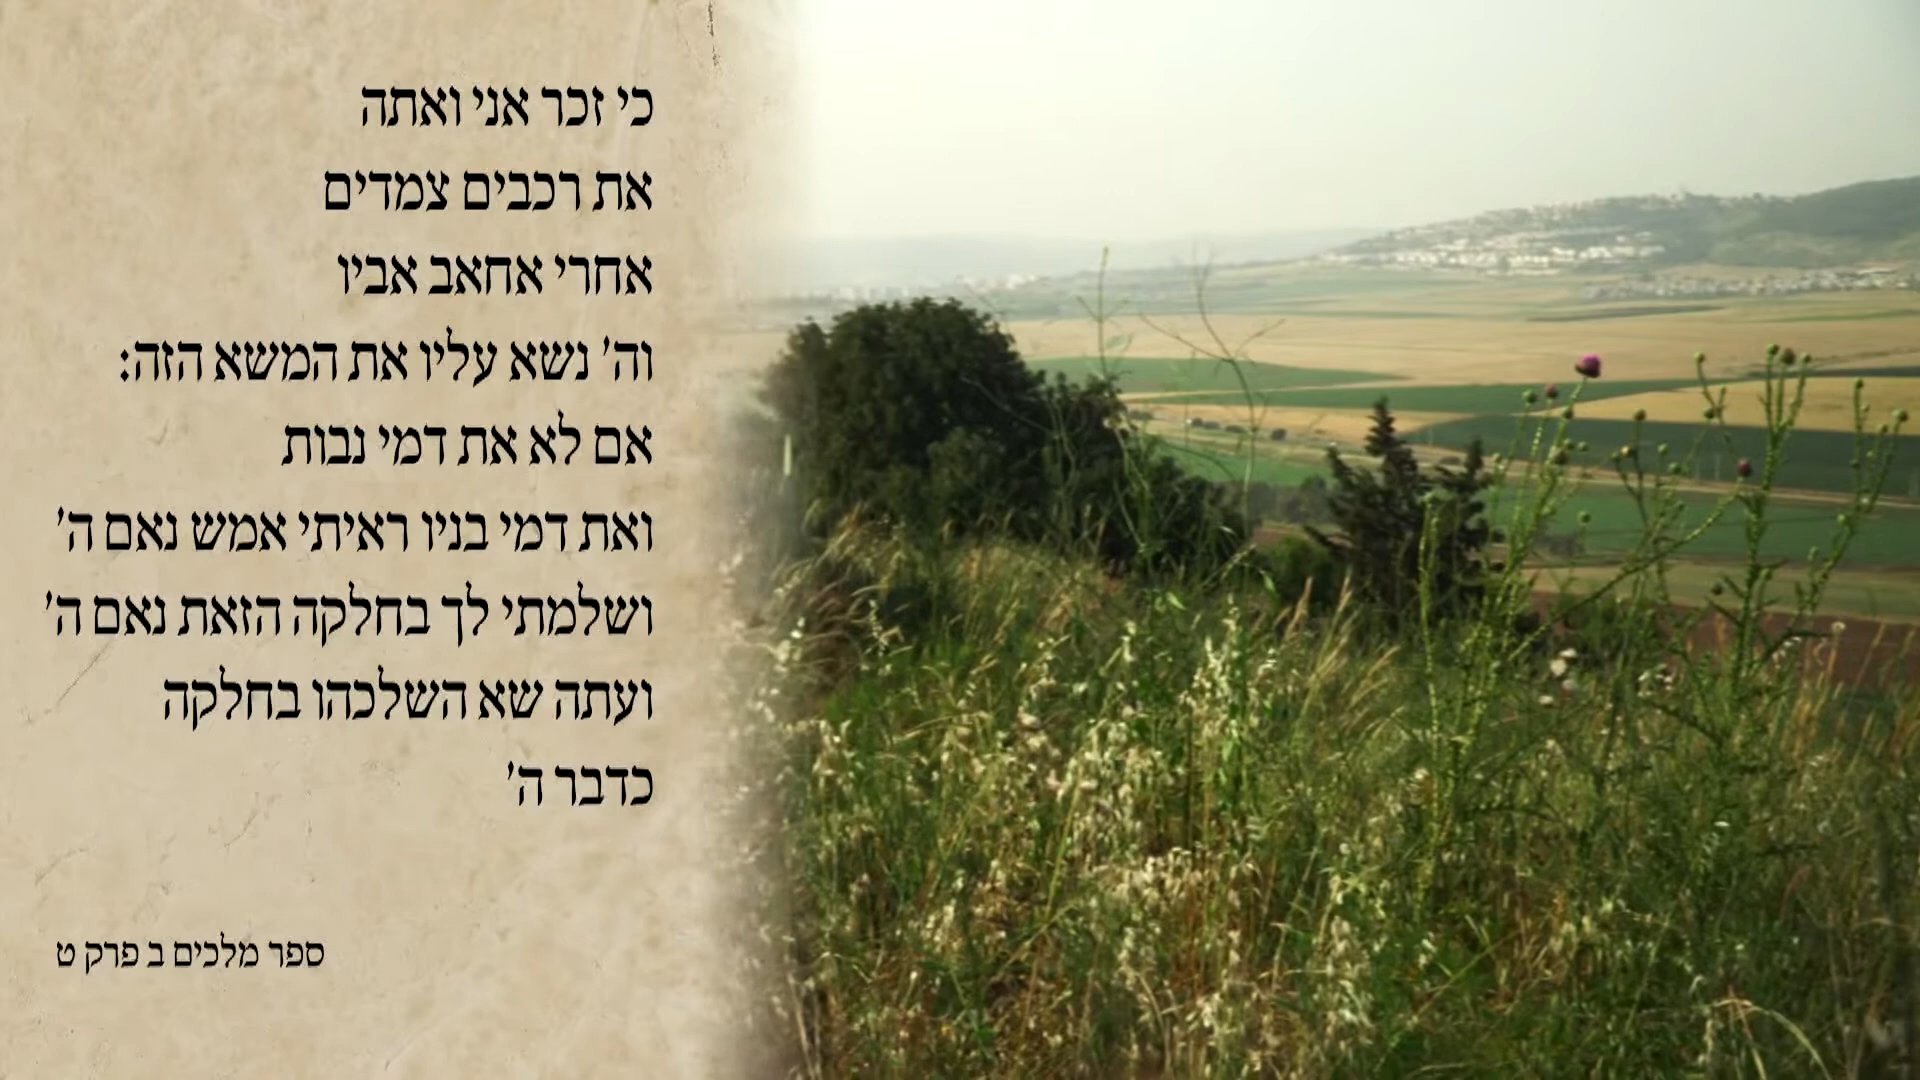 כי זכר אני ואתה
את רכבים צמדים
אחרי אחאב אביו
וה' נשא עליו את המשא הזה:
אם לא את דמי נבות
ואת דמי בניו ראיתי אמש נאם ה'
ושלמתי לך בחלקה הזאת נאם ה'
ועתה שא השלכהו בחלקה
כדבר ה'
ספר מלכים ב פרק ט